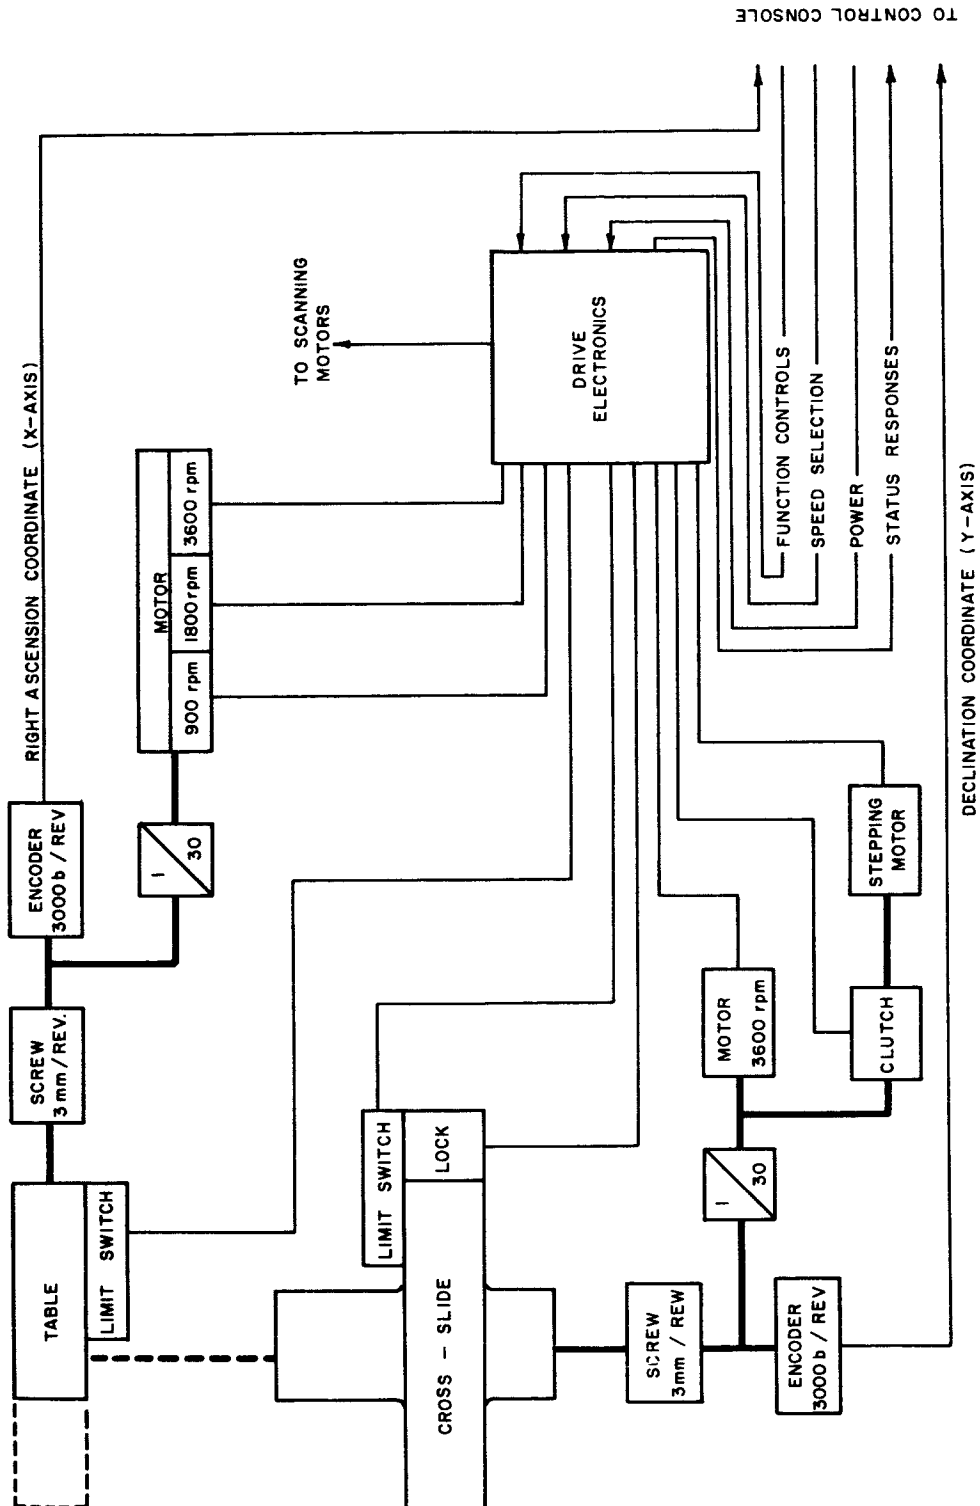 TO CONTROL CONSOLE
RIGHT ASCENSION COORDINATE (X-AXIS)
TABLE
LIMIT SWITCH
SCREW
3 mm/REV.
ENCODER
3000 b / REV
1
30
MOTOR
900 rpm
1800 rpm
3600 rpm
TO SCANNING
MOTORS
CROSS - SLIDE
LIMIT SWITCH
LOCK
DRIVE
ELECTRONICS
SCREW
3mm / REW
1
30
MOTOR
3600 rpm
ENCODER
3000 b / REV
CLUTCH
STEPPING
MOTOR
FUNCTION CONTROLS
SPEED SELECTION
POWER
STATUS RESPONSES
DECLINATION COORDINATE (Y-AXIS)